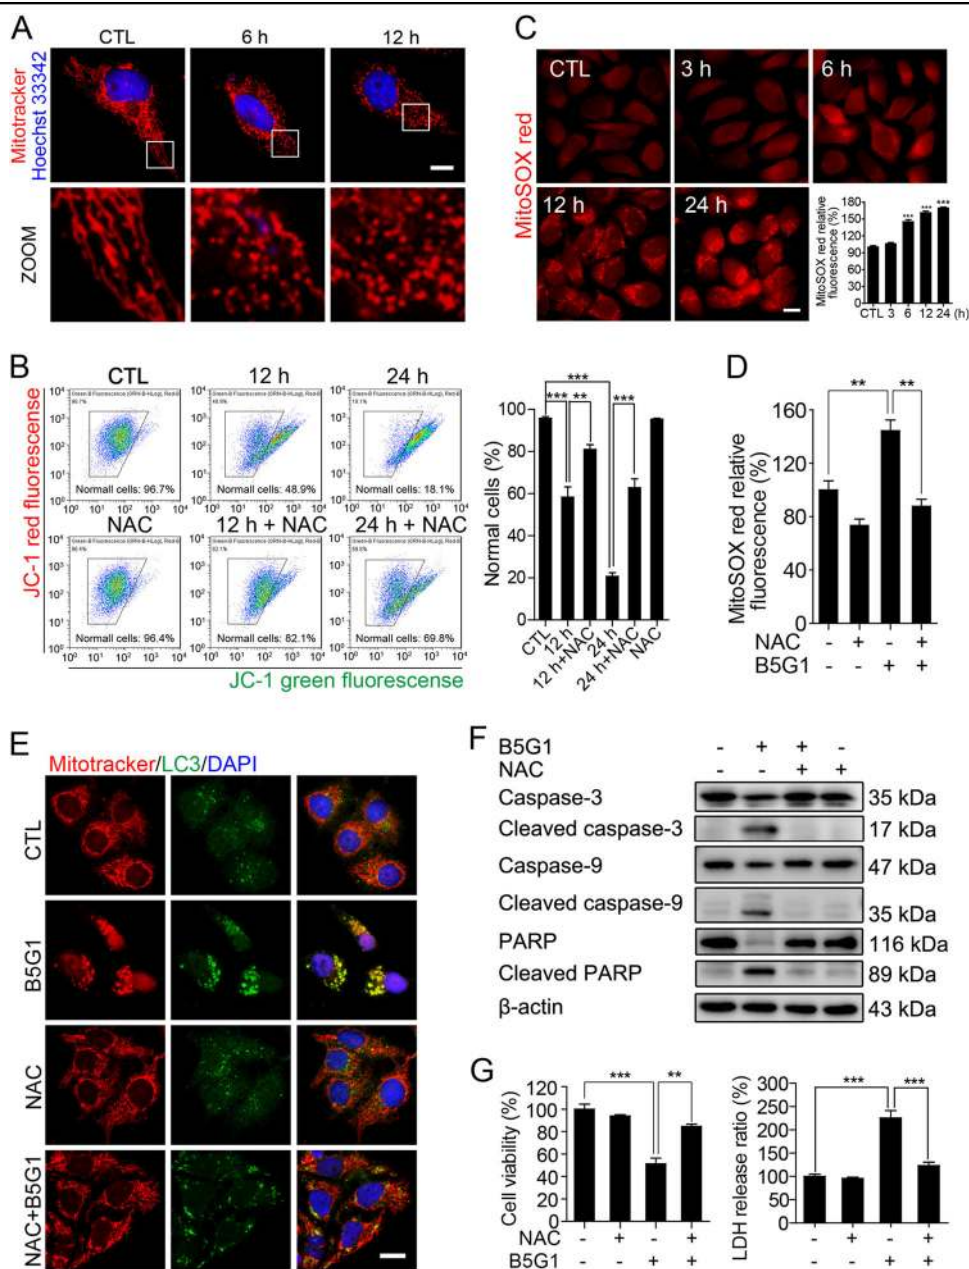 A
CTL
6 h
12 h
Mitotracker
Hoechst 33342
ZOOM
C
MitoSOX red
CTL
3 h
6 h
12 h
24 h
MitoSOX red relative
fluorescence (%)
180
150
120
90
60
30
0
*** *** ***
CTL 3 6 12 24 (h)
B
JC-1 red fluorescense
CTL
12 h
24 h
Normall cells: 96.7%
Normall cells: 48.9%
Normall cells: 18.1%
NAC
12 h + NAC
24 h + NAC
Normall cells: 96.4%
Normall cells: 82.1%
Normall cells: 69.8%
10⁰ 10¹ 10² 10³ 10⁴
JC-1 green fluorescense
Normal cells (%)
100
80
60
40
20
0
***
*** ** ***
CTL
12 h
12 h+NAC
24 h
24 h+NAC
NAC
D
MitoSOX red relative
fluorescence (%)
160
120
80
40
0
** **
NAC - + - +
B5G1 - - + +
E
Mitotracker/LC3/DAPI
CTL
B5G1
NAC
NAC+B5G1
F
B5G1 - + + -
NAC - - + +
Caspase-3 35 kDa
Cleaved caspase-3 17 kDa
Caspase-9 47 kDa
Cleaved caspase-9 35 kDa
PARP 116 kDa
Cleaved PARP 89 kDa
β-actin 43 kDa
G
Cell viability (%)
120
100
80
60
40
20
0
*** **
NAC - + - +
B5G1 - - + +
LDH release ratio (%)
300
250
200
150
100
50
0
*** ***
- + - +
- - + +